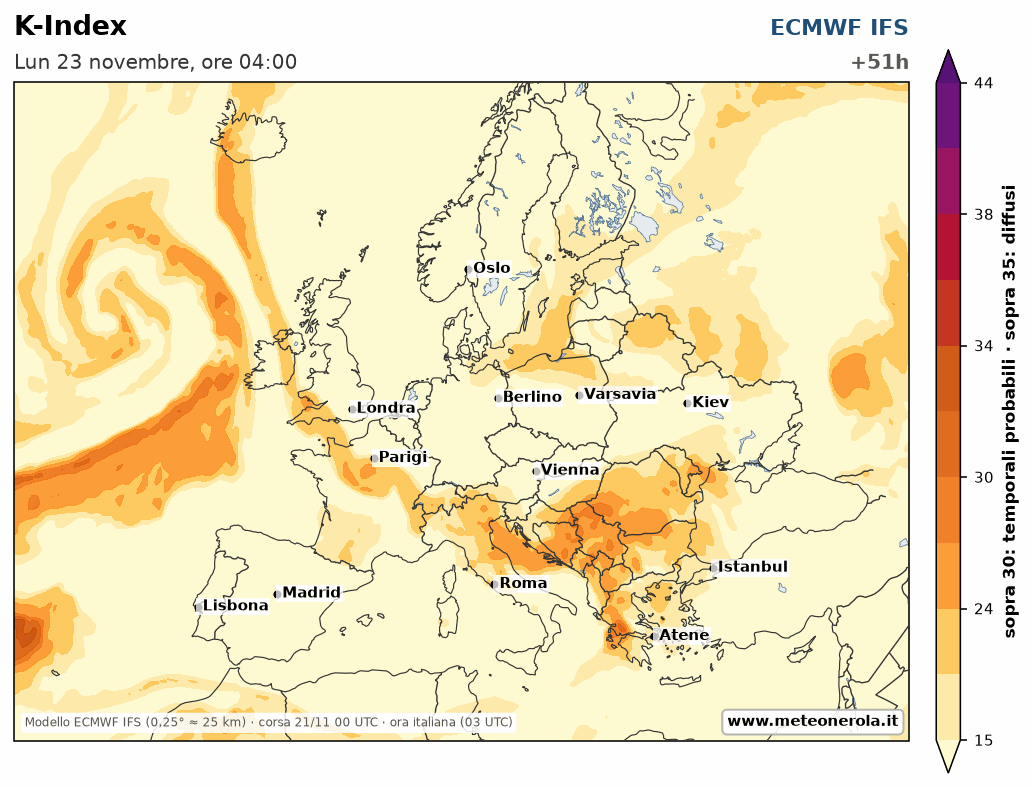 K-Index
ECMWF IFS
Lun 23 novembre, ore 04:00
+51h
44
38
34
30
24
15
sopra 30: temporali probabili · sopra 35: diffusi
Oslo
Londra
Berlino
Varsavia
Kiev
Parigi
Vienna
Istanbul
Roma
Madrid
Lisbona
Atene
Modello ECMWF IFS (0,25° ≈ 25 km) · corsa 21/11 00 UTC · ora italiana (03 UTC)
www.meteonerola.it